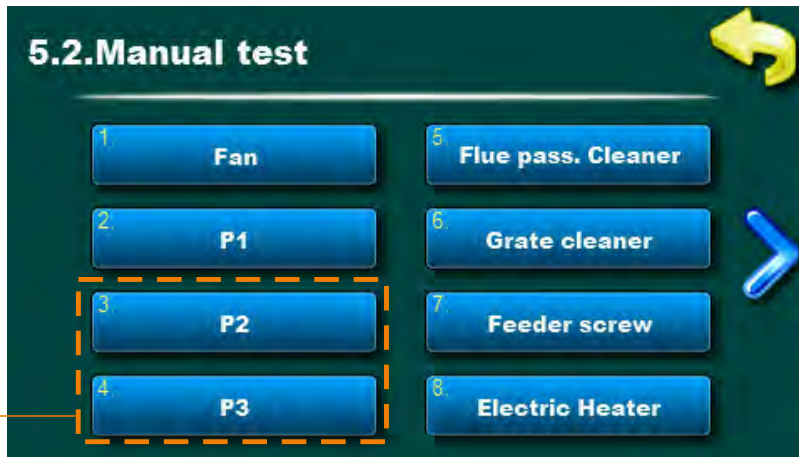 5.2.Manual test
1. Fan
2. P1
3. P2
4. P3
5. Flue pass. Cleaner
6. Grate cleaner
7. Feeder screw
8. Electric Heater